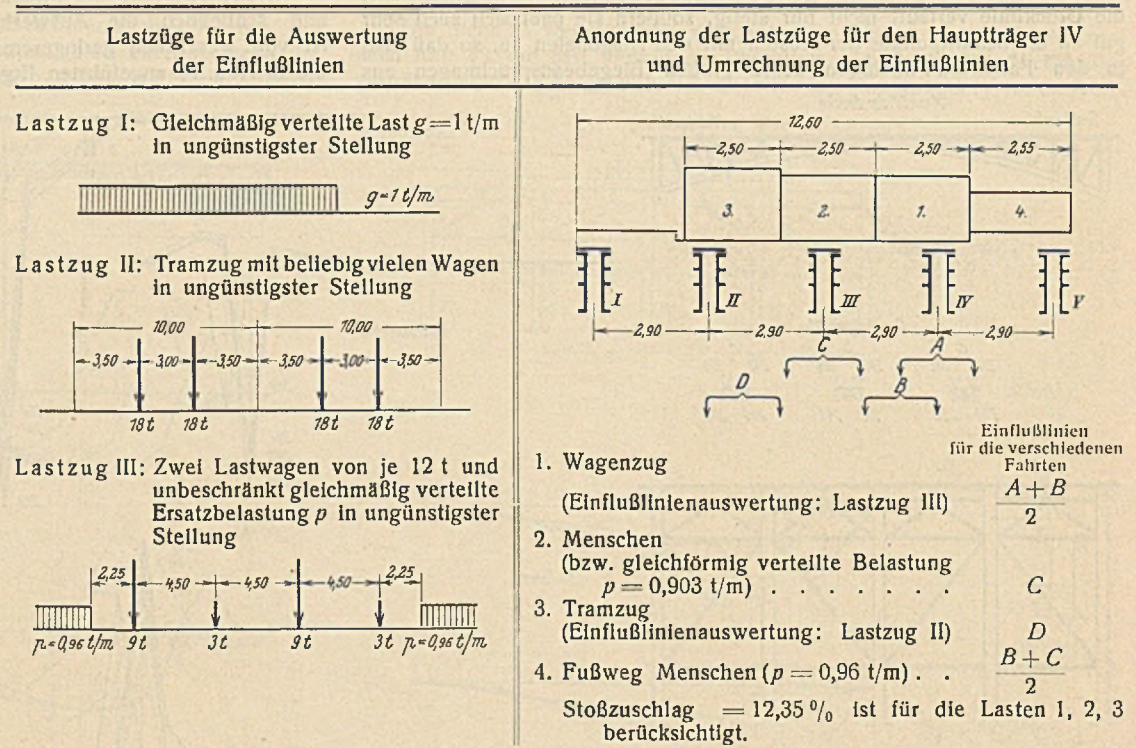 Lastzüge für die Auswertung
der Einflußlinien
Lastzug I: Gleichmäßig verteilte Last g = 1 t/m
in ungünstigster Stellung
g = 1 t/m
Lastzug II: Tramzug mit beliebig vielen Wagen
in ungünstigster Stellung
10,00 10,00
3,50 3,00 3,50 3,50 3,00 3,50
18 t 18 t 18 t 18 t
Lastzug III: Zwei Lastwagen von je 12 t und
unbeschränkt gleichmäßig verteilte
Ersatzbelastung p in ungünstigster
Stellung
2,25 4,50 4,50 4,50 2,25
p = 0,96 t/m 9 t 3 t 9 t 3 t p = 0,96 t/m
Anordnung der Lastzüge für den Hauptträger IV
und Umrechnung der Einflußlinien
12,60
2,50 2,50 2,50 2,55
3. 2. 1. 4.
I II III IV V
2,90 2,90 2,90 2,90
C A
D B
Einflußlinien
für die verschiedenen
Fahrten
1. Wagenzug
(Einflußlinienauswertung: Lastzug III) A + B
2
2. Menschen
(bzw. gleichförmig verteilte Belastung
p = 0,903 t/m) . . . . . . . C
3. Tramzug
(Einflußlinienauswertung: Lastzug II) D
4. Fußweg Menschen (p = 0,96 t/m) . . B + C
2
Stoßzuschlag = 12,35 % ist für die Lasten 1, 2, 3
berücksichtigt.